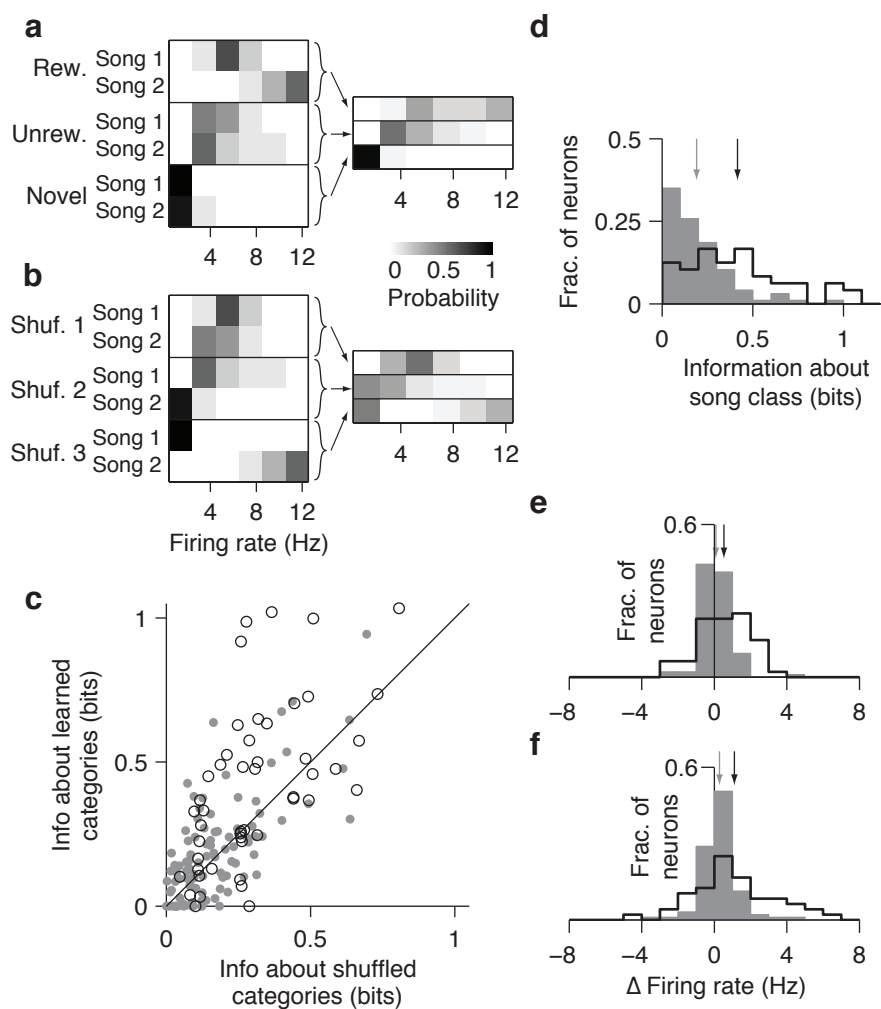 a
Rew.
Song 1
Song 2
Unrew.
Song 1
Song 2
Novel
Song 1
Song 2
4 8 12
4 8 12
0 0.5 1
Probability
b
Shuf. 1
Song 1
Song 2
Shuf. 2
Song 1
Song 2
Shuf. 3
Song 1
Song 2
4 8 12
4 8 12
Firing rate (Hz)
c
1
0.5
0
Info about learned
categories (bits)
0 0.5 1
Info about shuffled
categories (bits)
d
0.5
0.25
0
Frac. of neurons
0 0.5 1
Information about
song class (bits)
e
0.6
Frac. of
neurons
−8 −4 0 4 8
f
0.6
Frac. of
neurons
−8 −4 0 4 8
Δ Firing rate (Hz)